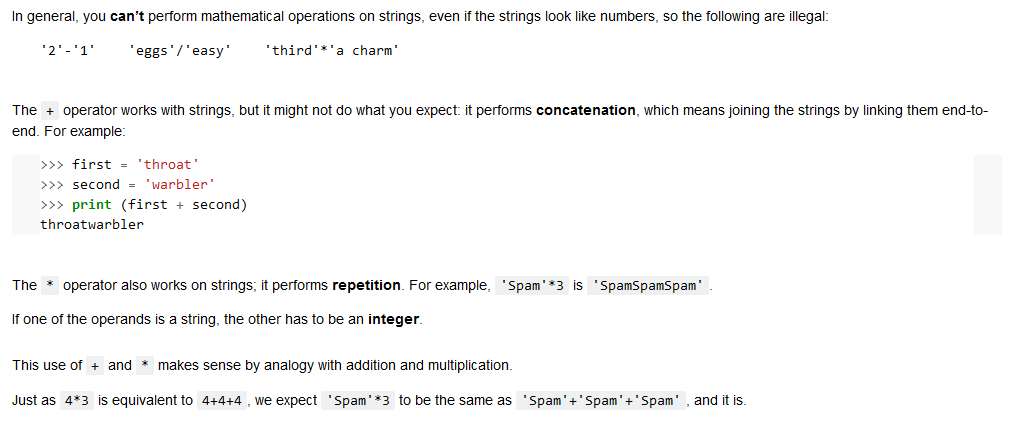 In general, you can't perform mathematical operations on strings, even if the strings look like numbers, so the following are illegal:
'2'-'1'    'eggs'/'easy'    'third'*'a charm'
The + operator works with strings, but it might not do what you expect: it performs concatenation, which means joining the strings by linking them end-to-
end. For example:
>>> first = 'throat'
>>> second = 'warbler'
>>> print (first + second)
throatwarbler
The * operator also works on strings; it performs repetition. For example, 'Spam'*3 is 'SpamSpamSpam'.
If one of the operands is a string, the other has to be an integer.
This use of + and * makes sense by analogy with addition and multiplication.
Just as 4*3 is equivalent to 4+4+4, we expect 'Spam'*3 to be the same as 'Spam'+'Spam'+'Spam', and it is.